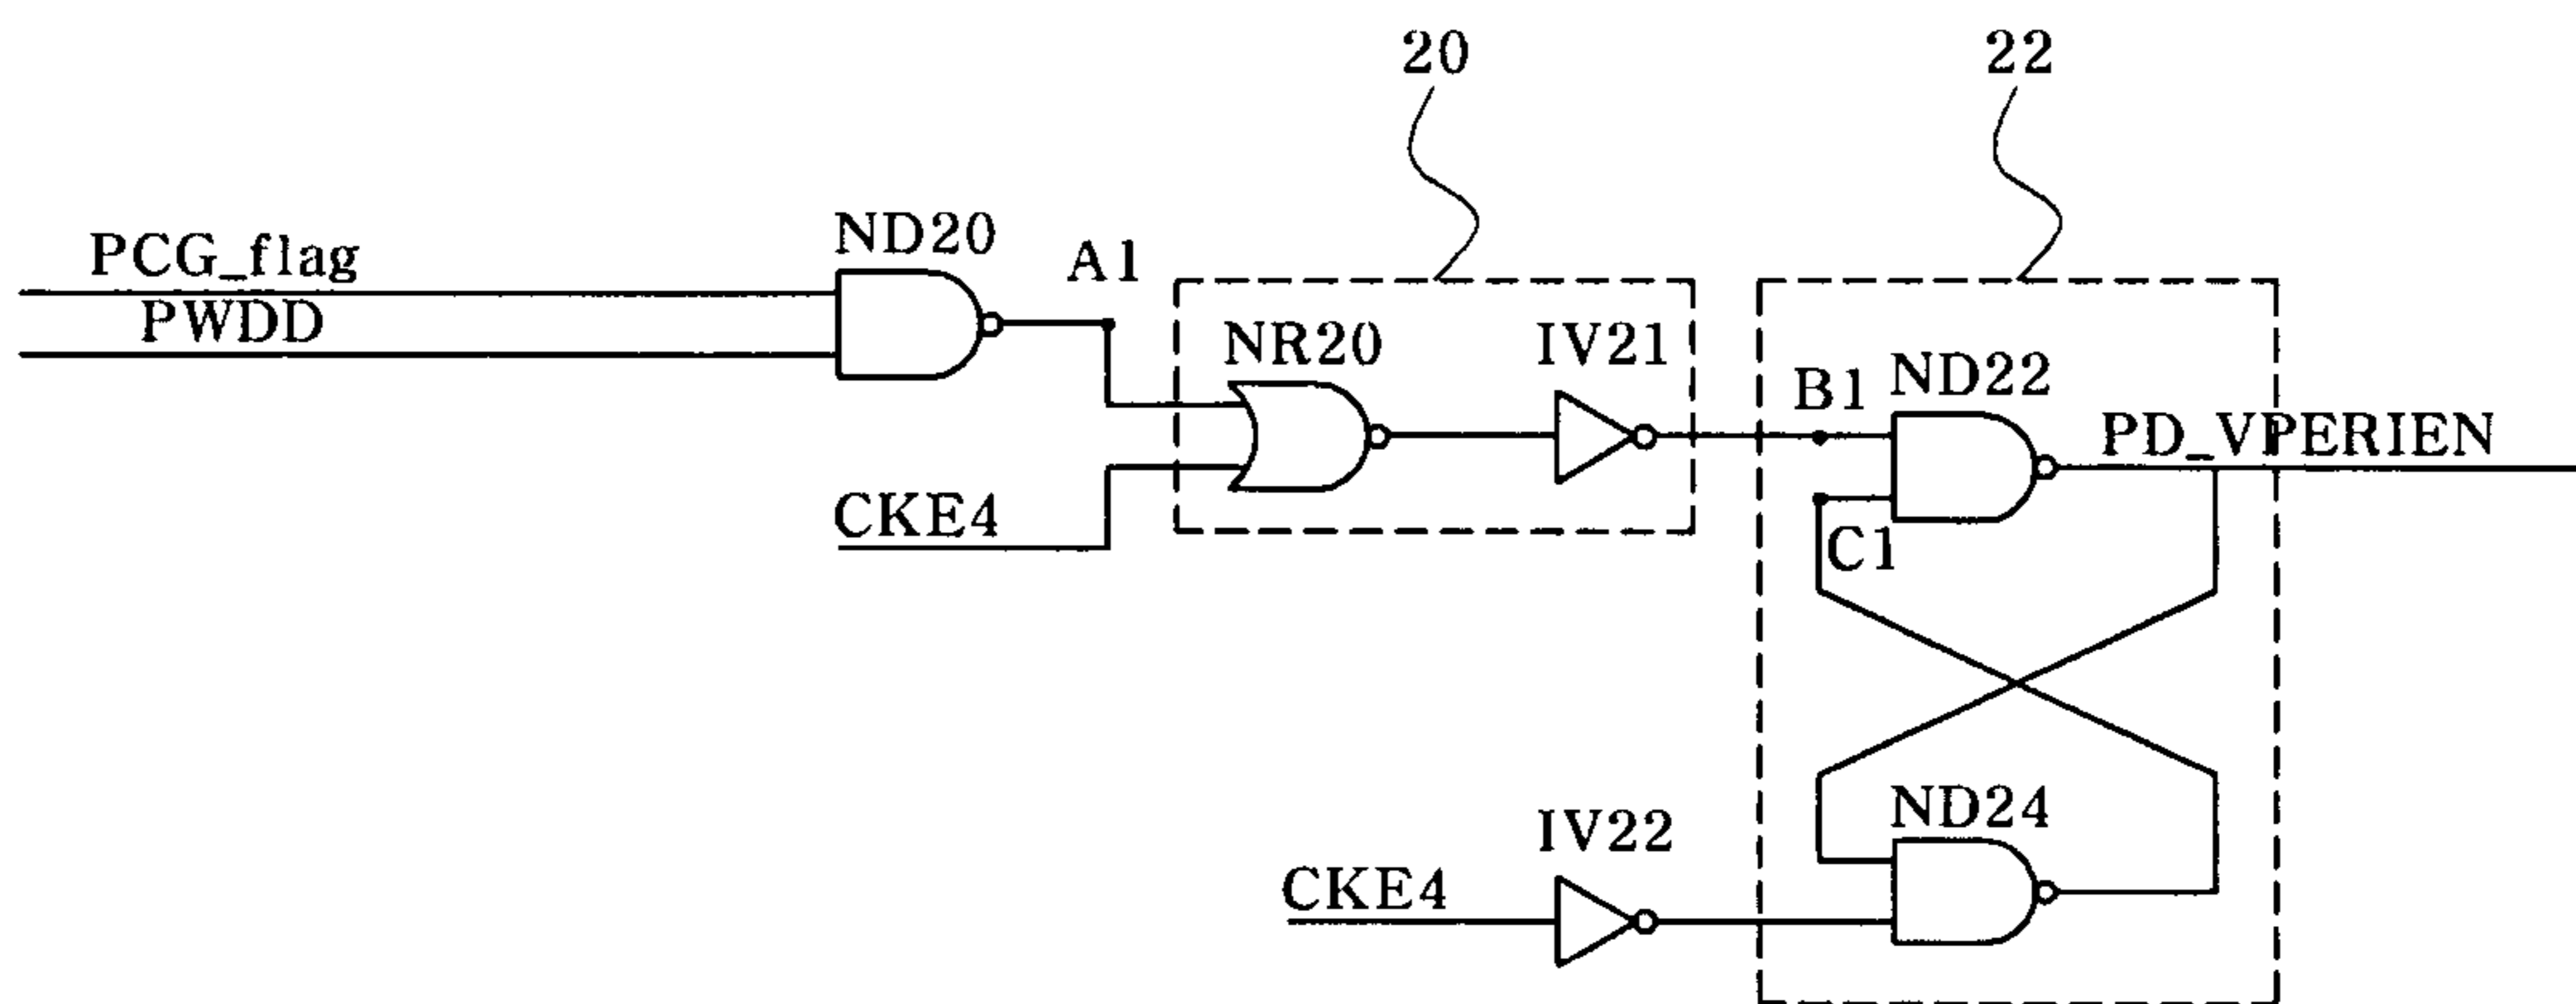 20
22
PCG_flag
PWDD
ND20
A1
NR20
IV21
CKE4
B1
ND22
PD_VPERIEN
C1
IV22
ND24
CKE4